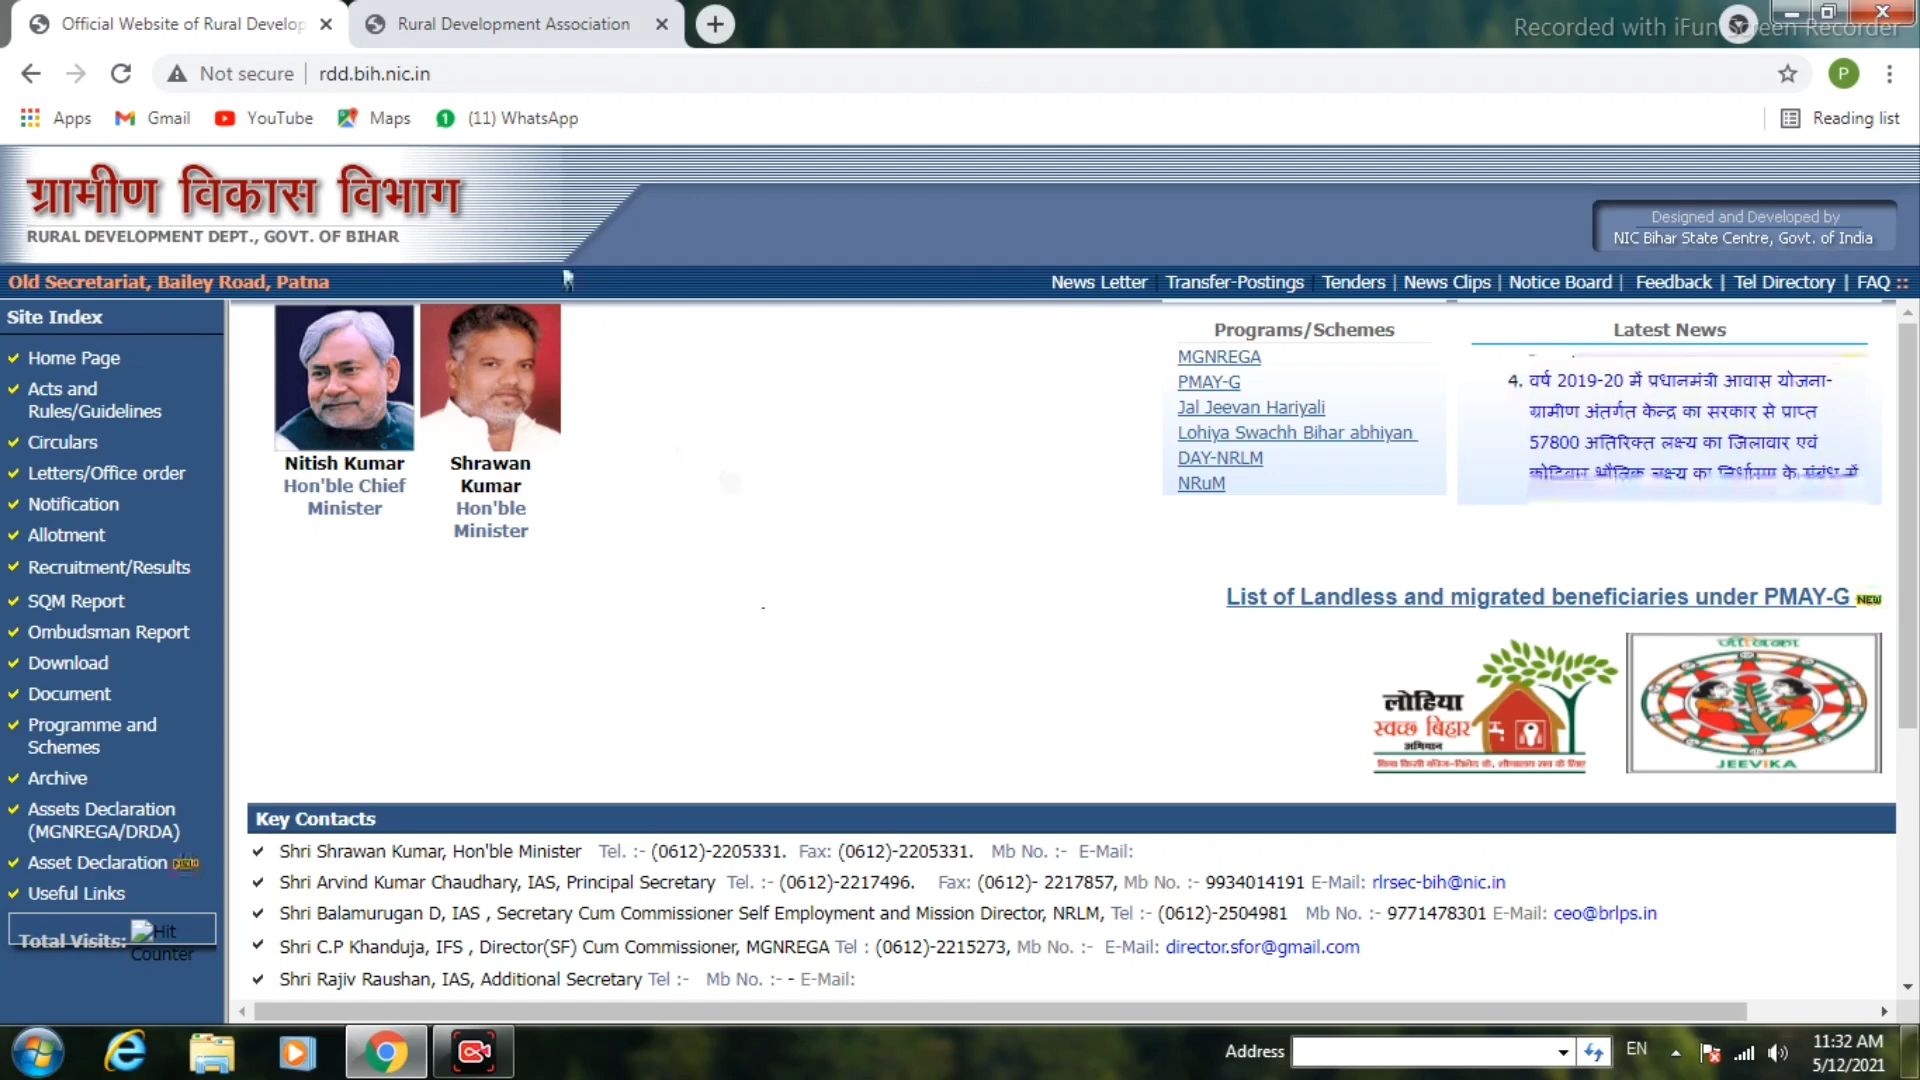 Official Website of Rural Develop
Rural Development Association
Recorded with iFun Screen Recorder
Not secure
rdd.bih.nic.in
P
Apps
Gmail
YouTube
Maps
(11) WhatsApp
Reading list
ग्रामीण विकास विभाग
RURAL DEVELOPMENT DEPT., GOVT. OF BIHAR
Designed and Developed by
NIC Bihar State Centre, Govt. of India
Old Secretariat, Bailey Road, Patna
News Letter Transfer-Postings Tenders | News Clips | Notice Board | Feedback | Tel Directory | FAQ ::
Site Index
Home Page
Acts and
Rules/Guidelines
Circulars
Letters/Office order
Notification
Allotment
Recruitment/Results
SQM Report
Ombudsman Report
Download
Document
Programme and
Schemes
Archive
Assets Declaration
(MGNREGA/DRDA)
Asset Declaration
Useful Links
Total Visits: Hit
Counter
Nitish Kumar
Hon'ble Chief
Minister
Shrawan
Kumar
Hon'ble
Minister
Programs/Schemes
MGNREGA
PMAY-G
Jal Jeevan Hariyali
Lohiya Swachh Bihar abhiyan
DAY-NRLM
NRuM
Latest News
4. वर्ष 2019-20 में प्रधानमंत्री आवास योजना-
ग्रामीण अंतर्गत केन्द्र का सरकार से प्राप्त
57800 अतिरिक्त लक्ष्य का जिलावार एवं
कोटिवार भौतिक लक्ष्य का निर्धारण के संबंध में
List of Landless and migrated beneficiaries under PMAY-G NEW
लोहिया
स्वच्छ बिहार
अभियान
जीविका
JEEViKA
Key Contacts
Shri Shrawan Kumar, Hon'ble Minister Tel. :- (0612)-2205331. Fax: (0612)-2205331. Mb No. :- E-Mail:
Shri Arvind Kumar Chaudhary, IAS, Principal Secretary Tel. :- (0612)-2217496. Fax: (0612)- 2217857, Mb No. :- 9934014191 E-Mail: rlrsec-bih@nic.in
Shri Balamurugan D, IAS , Secretary Cum Commissioner Self Employment and Mission Director, NRLM, Tel :- (0612)-2504981 Mb No. :- 9771478301 E-Mail: ceo@brlps.in
Shri C.P Khanduja, IFS , Director(SF) Cum Commissioner, MGNREGA Tel : (0612)-2215273, Mb No. :- E-Mail: director.sfor@gmail.com
Shri Rajiv Raushan, IAS, Additional Secretary Tel :- Mb No. :- - E-Mail:
Address
EN
11:32 AM
5/12/2021